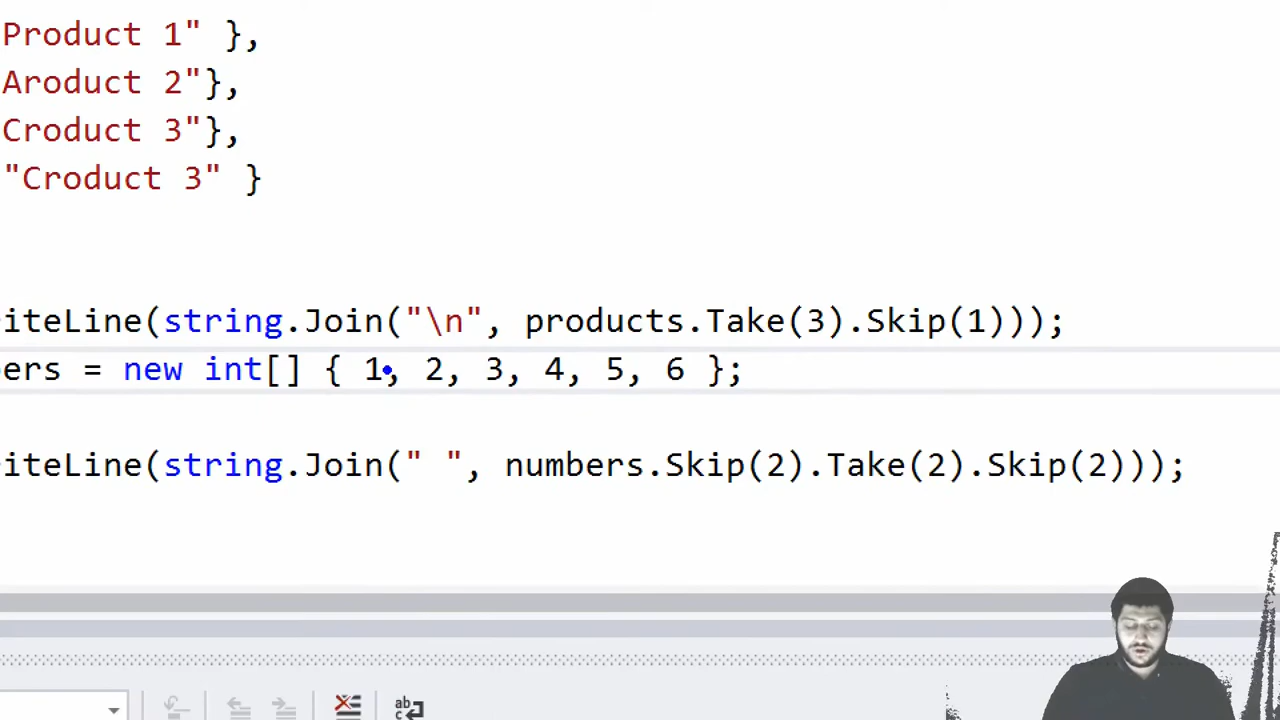 Product 1" },
Aroduct 2"},
Croduct 3"},
"Croduct 3" }
iteLine(string.Join("\n", products.Take(3).Skip(1)));
ers = new int[] { 1, 2, 3, 4, 5, 6 };
iteLine(string.Join(" ", numbers.Skip(2).Take(2).Skip(2)));
ab
c